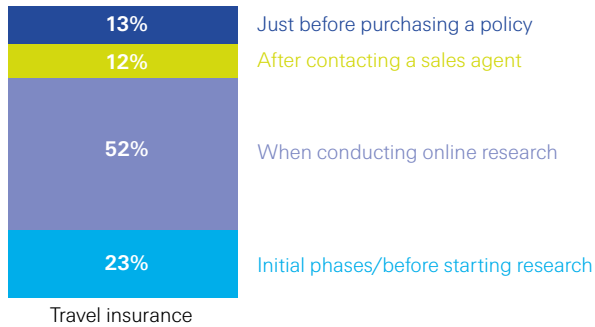 13% Just before purchasing a policy
12% After contacting a sales agent
52% When conducting online research
23% Initial phases/before starting research
Travel insurance